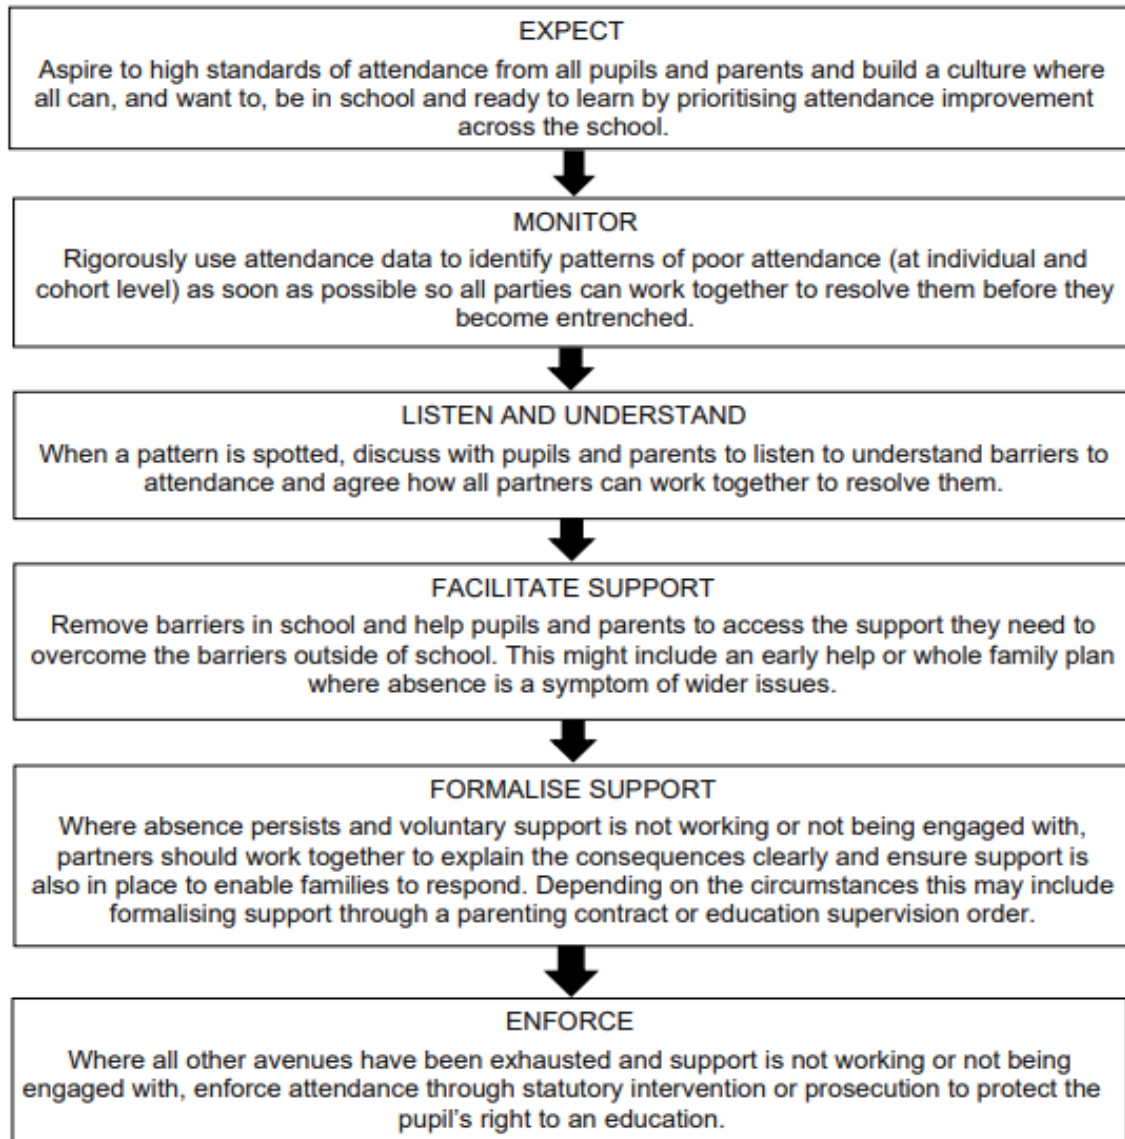 EXPECT
Aspire to high standards of attendance from all pupils and parents and build a culture where
all can, and want to, be in school and ready to learn by prioritising attendance improvement
across the school.
MONITOR
Rigorously use attendance data to identify patterns of poor attendance (at individual and
cohort level) as soon as possible so all parties can work together to resolve them before they
become entrenched.
LISTEN AND UNDERSTAND
When a pattern is spotted, discuss with pupils and parents to listen to understand barriers to
attendance and agree how all partners can work together to resolve them.
FACILITATE SUPPORT
Remove barriers in school and help pupils and parents to access the support they need to
overcome the barriers outside of school. This might include an early help or whole family plan
where absence is a symptom of wider issues.
FORMALISE SUPPORT
Where absence persists and voluntary support is not working or not being engaged with,
partners should work together to explain the consequences clearly and ensure support is
also in place to enable families to respond. Depending on the circumstances this may include
formalising support through a parenting contract or education supervision order.
ENFORCE
Where all other avenues have been exhausted and support is not working or not being
engaged with, enforce attendance through statutory intervention or prosecution to protect the
pupil's right to an education.